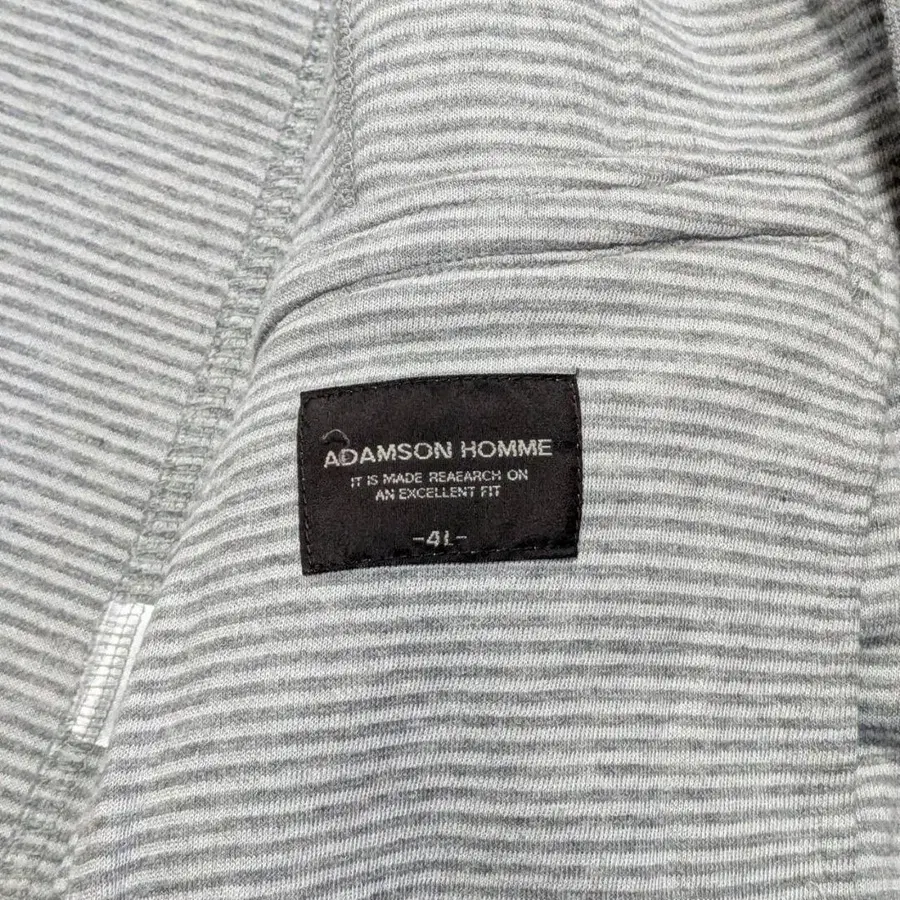 ADAMSON HOMME
IT IS MADE REAEARCH ON
AN EXCELLENT FIT
-4L-